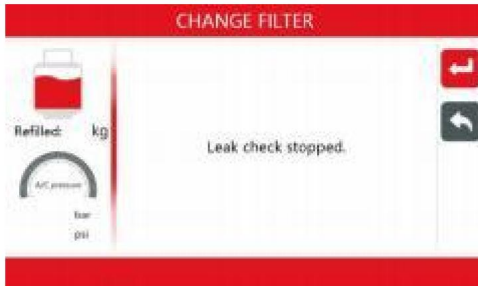 CHANGE FILTER
Refilled: kg
Leak check stopped.
A/C pressure
bar
psi